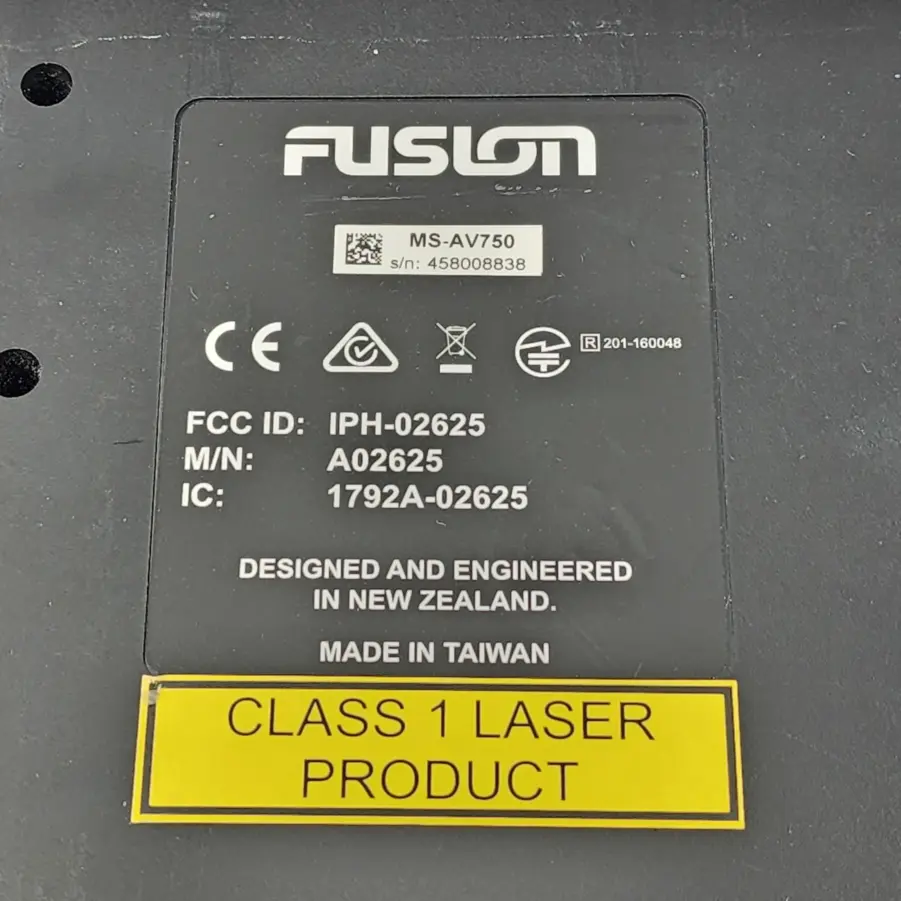 FUSION
MS-AV750
s/n: 458008838
CE
R 201-160048
FCC ID: IPH-02625
M/N: A02625
IC: 1792A-02625
DESIGNED AND ENGINEERED
IN NEW ZEALAND.
MADE IN TAIWAN
CLASS 1 LASER
PRODUCT